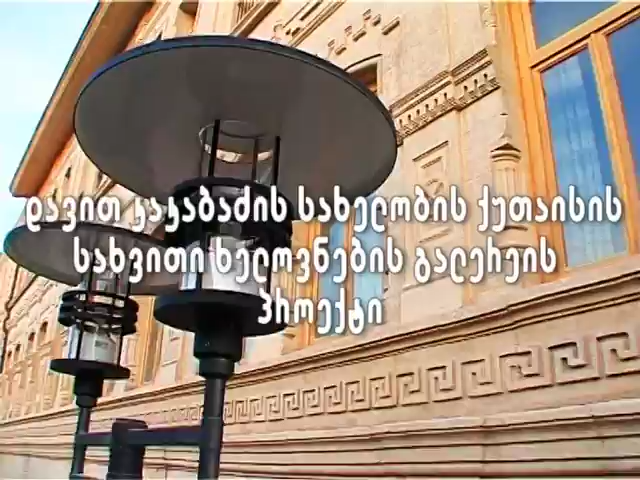 დავით კაკაბაძის სახელობის ქუთაისის
სახვითი ხელოვნების გალერეის
პროექტი